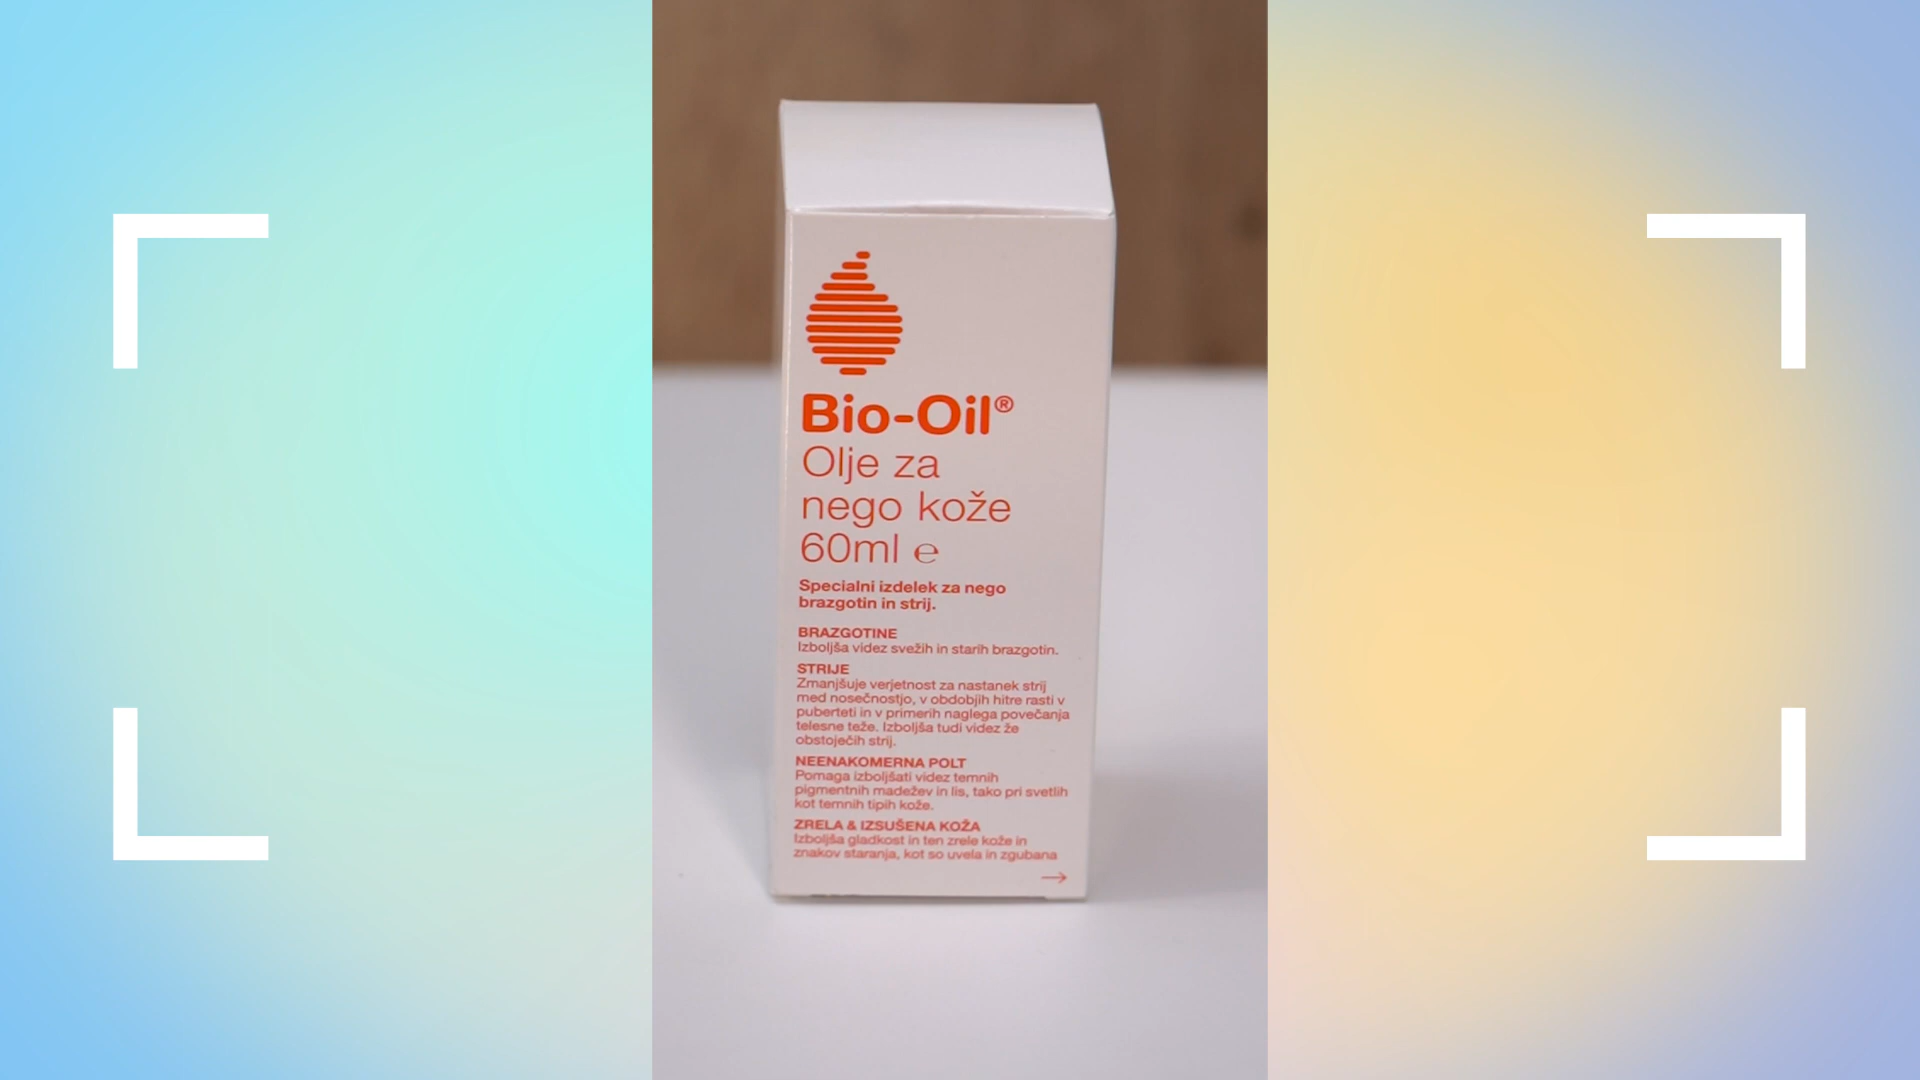 Bio-Oil®
Olje za
nego kože
60ml ℮
Specialni izdelek za nego
brazgotin in strij.
BRAZGOTINE
Izboljša videz svežih in starih brazgotin.
STRIJE
Zmanjšuje verjetnost za nastanek strij
med nosečnostjo, v obdobjih hitre rasti v
puberteti in v primerih naglega povečanja
telesne teže. Izboljša tudi videz že
obstoječih strij.
NEENAKOMERNA POLT
Pomaga izboljšati videz temnih
pigmentnih madežev in lis, tako pri svetlih
kot temnih tipih kože.
ZRELA & IZSUŠENA KOŽA
Izboljša gladkost in ten zrele kože in
znakov staranja, kot so uvela in zgubana